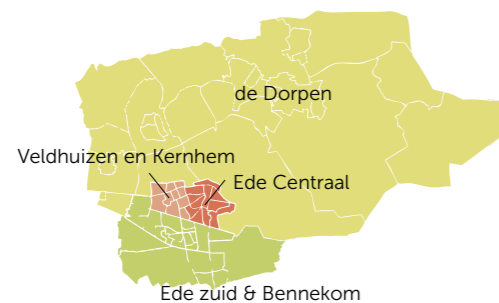 de Dorpen
Veldhuizen en Kernhem
Ede Centraal
Ede zuid & Bennekom